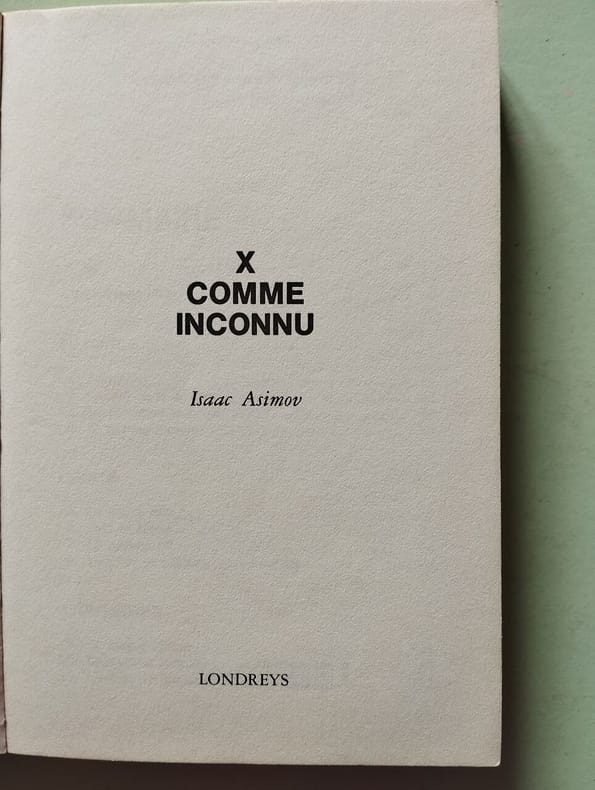 X
COMME
INCONNU
Isaac Asimov
LONDREYS